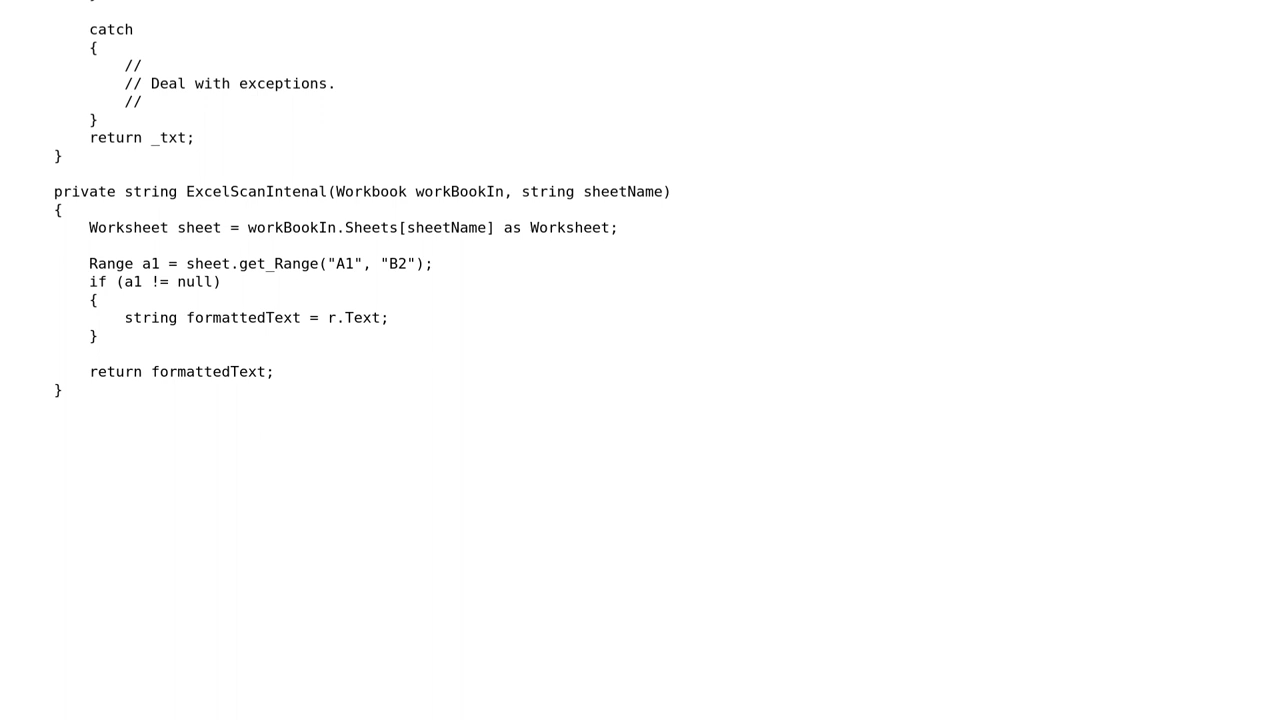 catch
{
//
// Deal with exceptions.
//
}
return _txt;
}
private string ExcelScanIntenal(Workbook workBookIn, string sheetName)
{
Worksheet sheet = workBookIn.Sheets[sheetName] as Worksheet;
Range a1 = sheet.get_Range("A1", "B2");
if (a1 != null)
{
string formattedText = r.Text;
}
return formattedText;
}